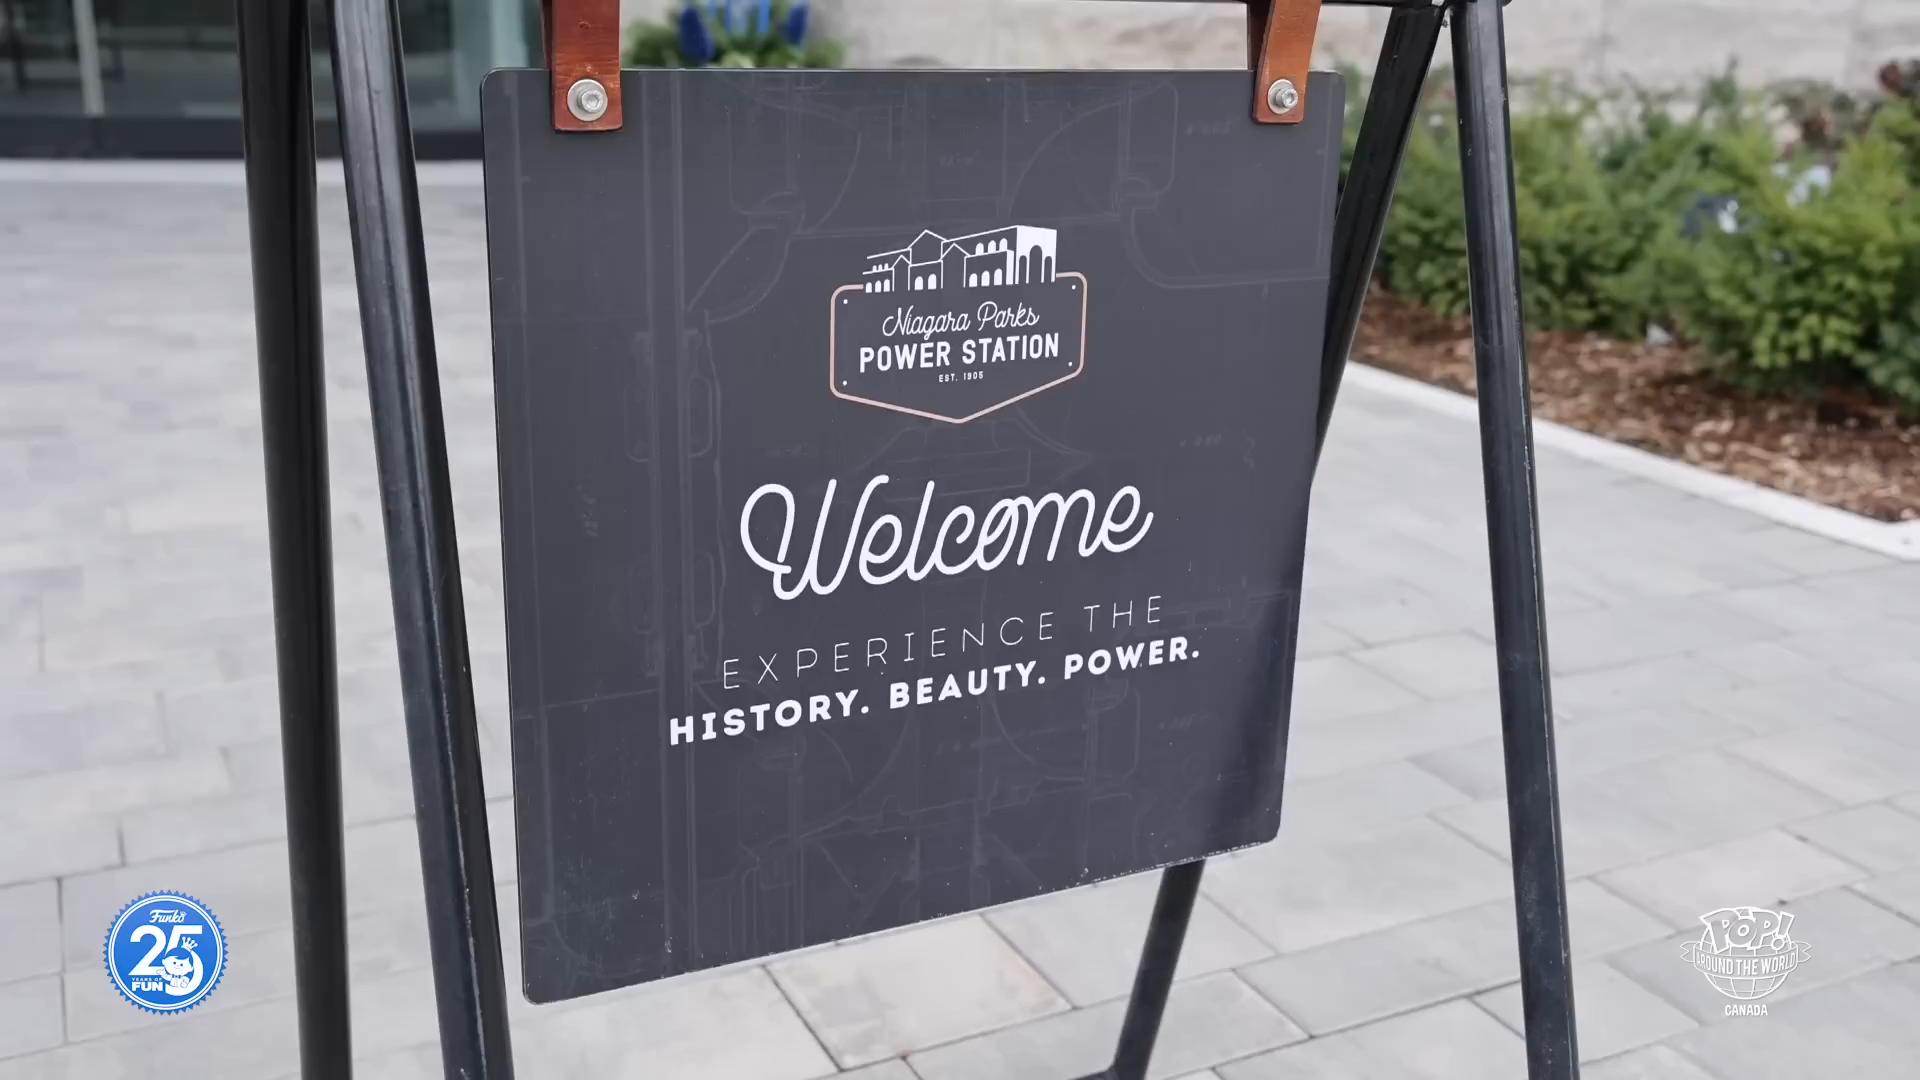 Niagara Parks
POWER STATION
EST. 1905
Welcome
EXPERIENCE THE
HISTORY. BEAUTY. POWER.
Funko
25
YEARS OF
FUN
POP!
AROUND THE WORLD
CANADA